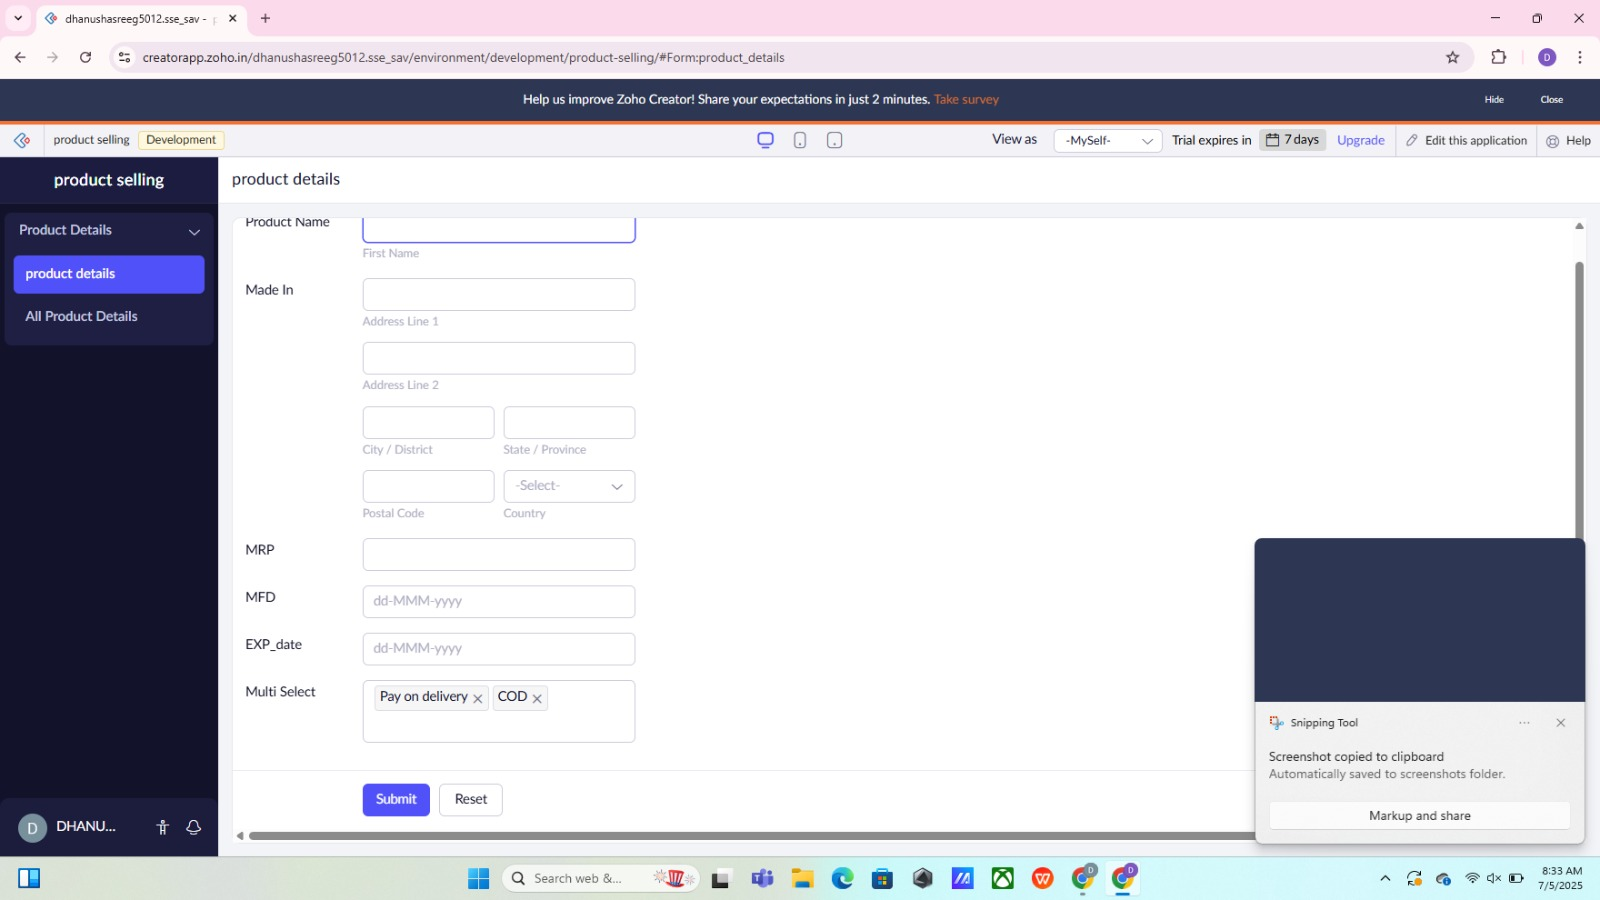 dhanushasreeg5012.sse_sav - p
creatorapp.zoho.in/dhanushasreeg5012.sse_sav/environment/development/product-selling/#Form:product_details
D
Help us improve Zoho Creator! Share your expectations in just 2 minutes. Take survey
Hide
Close
product selling
Development
View as
-MySelf-
Trial expires in
7 days
Upgrade
Edit this application
Help
product selling
product details
Product Details
product details
All Product Details
Product Name
First Name
Made In
Address Line 1
Address Line 2
City / District
State / Province
-Select-
Postal Code
Country
MRP
MFD
dd-MMM-yyyy
EXP_date
dd-MMM-yyyy
Multi Select
Pay on delivery
COD
Submit
Reset
D
DHANU...
Snipping Tool
Screenshot copied to clipboard
Automatically saved to screenshots folder.
Markup and share
Search web &...
8:33 AM
7/5/2025